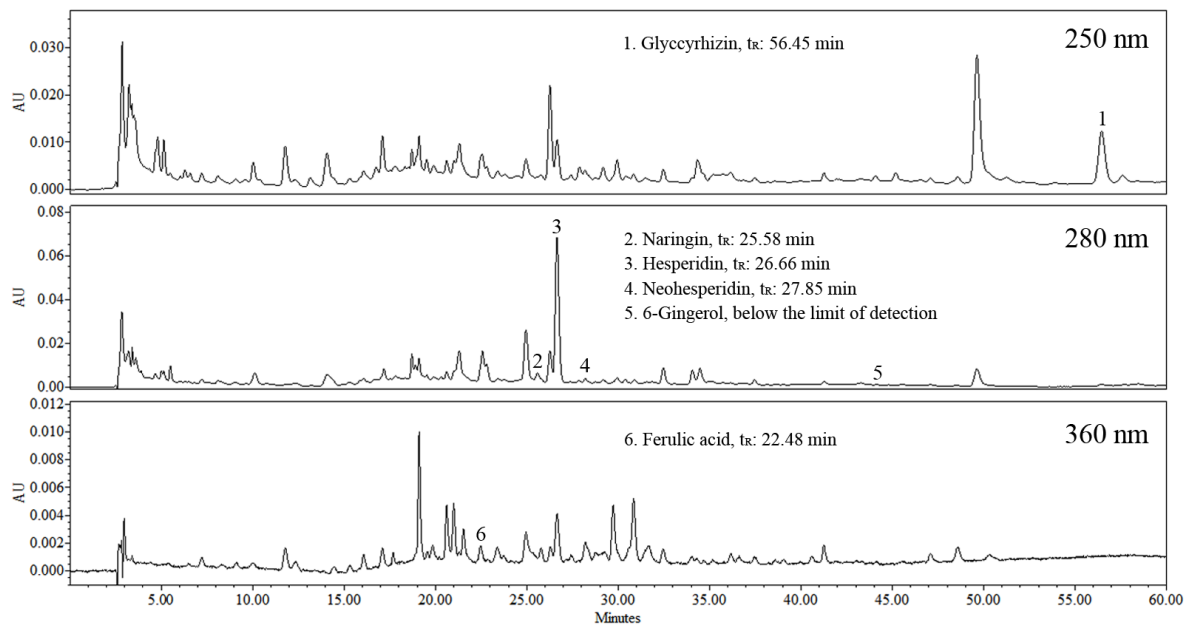 1. Glyccyrhizin, tR: 56.45 min
250 nm
0.030
0.020
0.010
0.000
AU
1
2. Naringin, tR: 25.58 min
3. Hesperidin, tR: 26.66 min
4. Neohesperidin, tR: 27.85 min
5. 6-Gingerol, below the limit of detection
280 nm
0.08
0.06
0.04
0.02
0.00
AU
3
2
4
5
6. Ferulic acid, tR: 22.48 min
360 nm
0.012
0.010
0.008
0.006
0.004
0.002
0.000
AU
6
5.00 10.00 15.00 20.00 25.00 30.00 35.00 40.00 45.00 50.00 55.00 60.00
Minutes